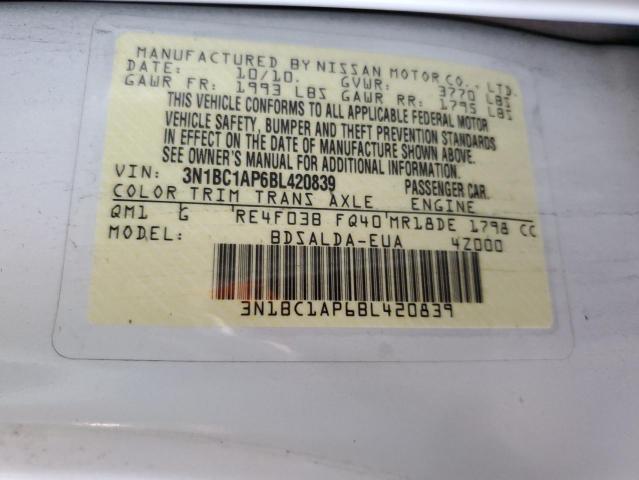 MANUFACTURED BY NISSAN MOTOR CO., LTD.
DATE: 10/10. GVWR: 3770 LBS
GAWR FR: 1993 LBS GAWR RR: 1795 LBS
THIS VEHICLE CONFORMS TO ALL APPLICABLE FEDERAL MOTOR
VEHICLE SAFETY, BUMPER AND THEFT PREVENTION STANDARDS
IN EFFECT ON THE DATE OF MANUFACTURE SHOWN ABOVE.
SEE OWNER'S MANUAL FOR ADDITIONAL INFORMATION.
VIN: 3N1BC1AP6BL420839 PASSENGER CAR.
COLOR TRIM TRANS AXLE ENGINE
QM1 G RE4F03B FQ40 MR18DE 1798 CC
MODEL: BDSALDA-EUA 4Z000
3N1BC1AP6BL420839